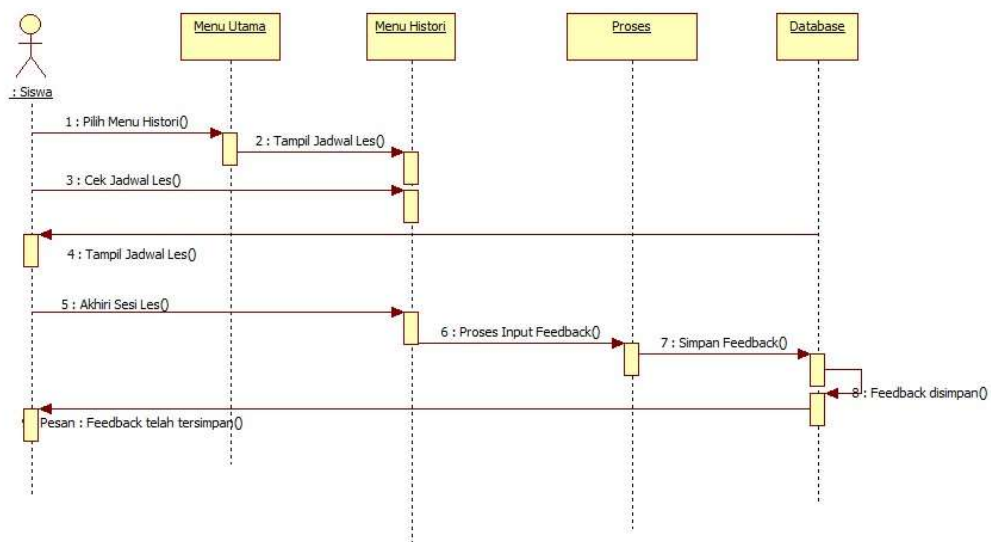 Menu Utama
Menu Histori
Proses
Database
: Siswa
1 : Pilih Menu Histori()
2 : Tampil Jadwal Les()
3 : Cek Jadwal Les()
4 : Tampil Jadwal Les()
5 : Akhiri Sesi Les()
6 : Proses Input Feedback()
7 : Simpan Feedback()
8 : Feedback disimpan()
Pesan : Feedback telah tersimpan()